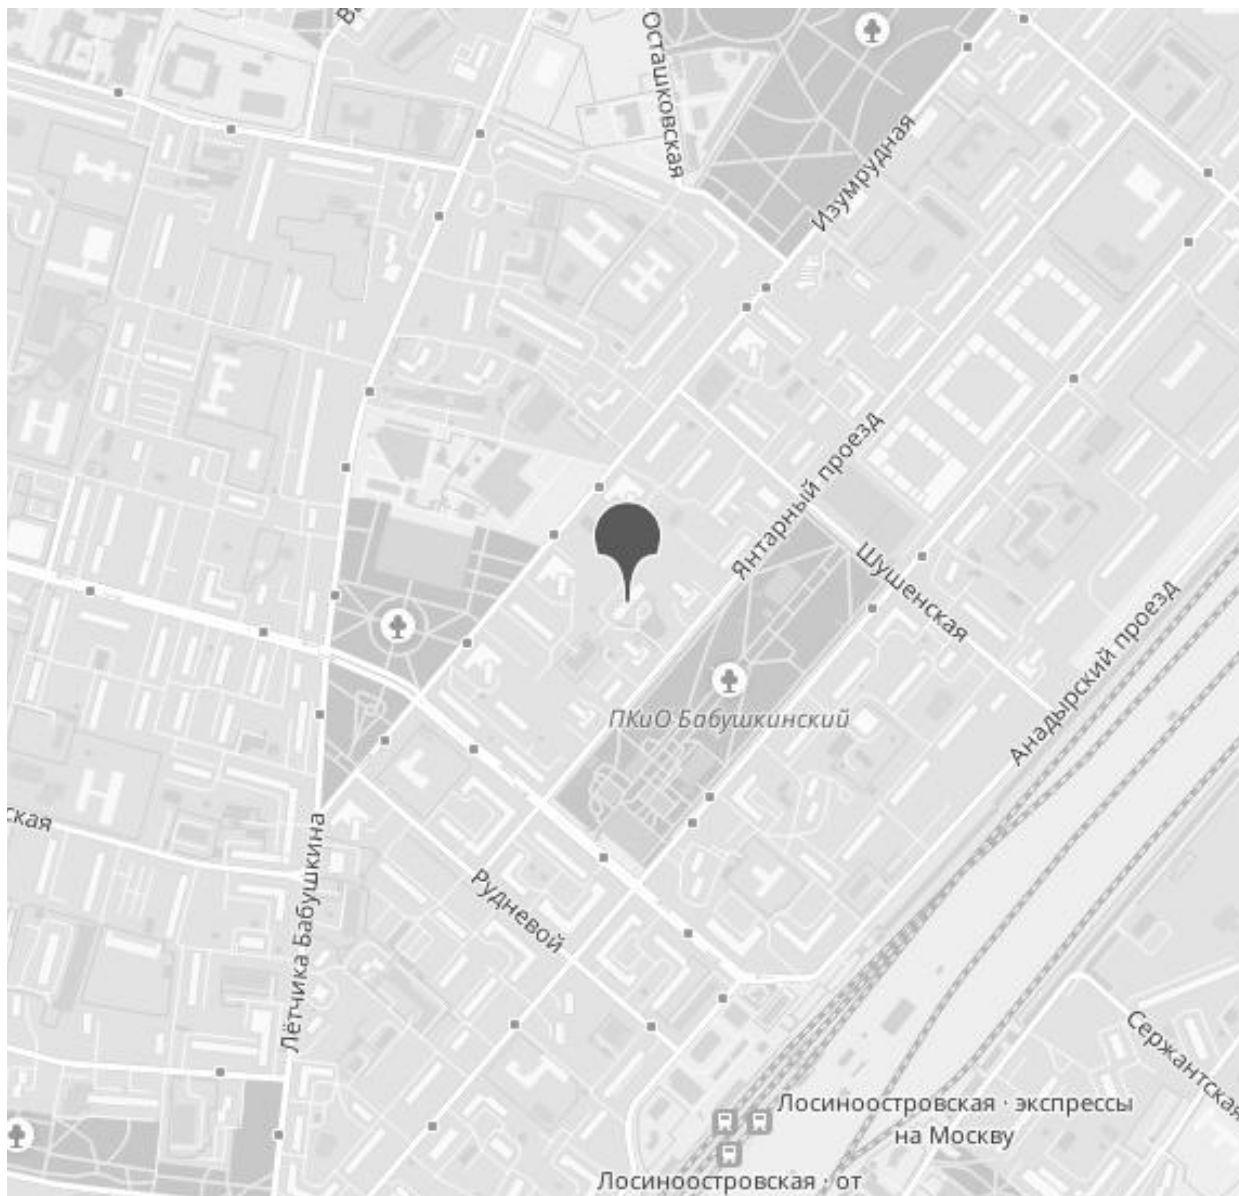 Осташковская
Изумрудная
Янтарный проезд
Шушенская
Анадырский проезд
ПКиО Бабушкинский
ская
Лётчика Бабушкина
Рудневой
Сержантская
Лосиноостровская · экспрессы
на Москву
Лосиноостровская · от